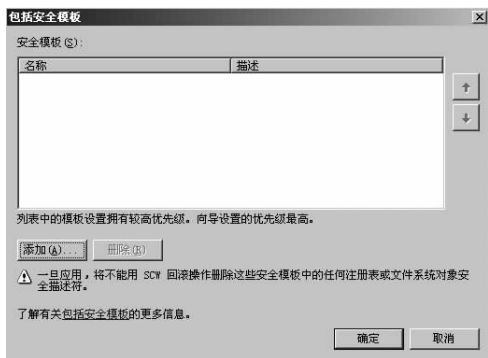 包括安全模板
安全模板(S):
名称 描述
列表中的模板设置拥有较高优先级。向导设置的优先级最高。
添加(A)... 删除(R)
一旦应用，将不能用 SCW 回滚操作删除这些安全模板中的任何注册表或文件系统对象安
全描述符。
了解有关包括安全模板的更多信息。
确定 取消